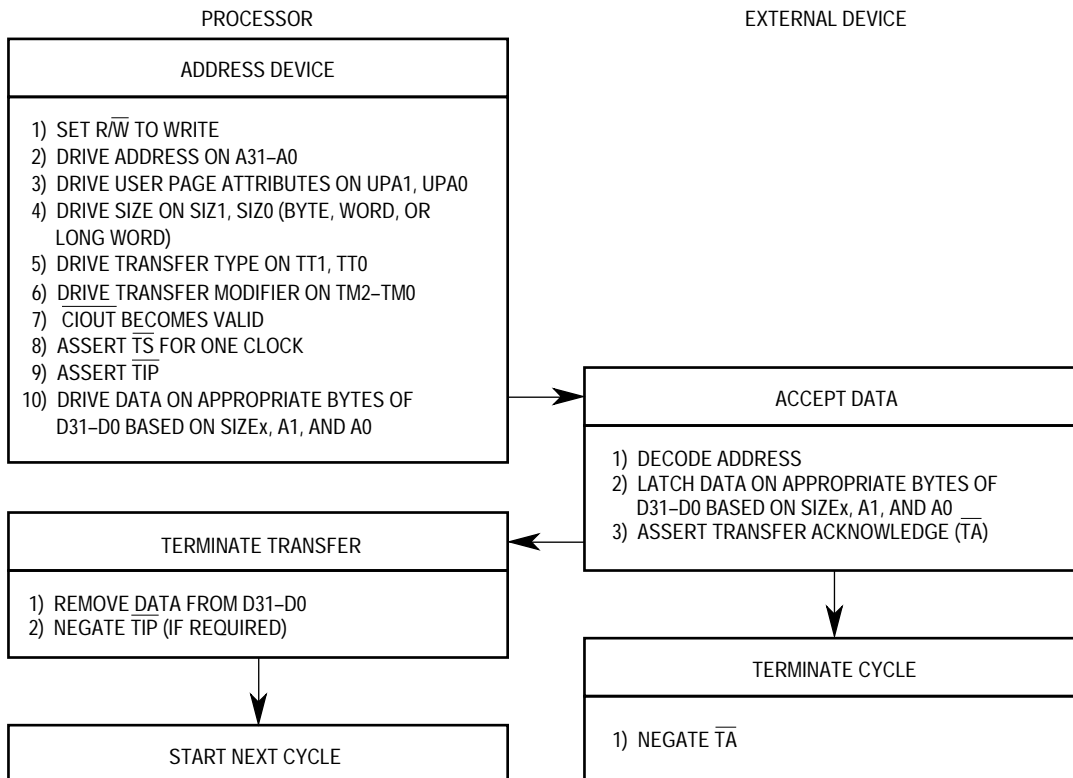 PROCESSOR
EXTERNAL DEVICE
ADDRESS DEVICE
1) SET R/W̅ TO WRITE
2) DRIVE ADDRESS ON A31–A0
3) DRIVE USER PAGE ATTRIBUTES ON UPA1, UPA0
4) DRIVE SIZE ON SIZ1, SIZ0 (BYTE, WORD, OR
LONG WORD)
5) DRIVE TRANSFER TYPE ON TT1, TT0
6) DRIVE TRANSFER MODIFIER ON TM2–TM0
7) C̅I̅O̅U̅T̅ BECOMES VALID
8) ASSERT T̅S̅ FOR ONE CLOCK
9) ASSERT T̅I̅P̅
10) DRIVE DATA ON APPROPRIATE BYTES OF
D31–D0 BASED ON SIZEx, A1, AND A0
ACCEPT DATA
1) DECODE ADDRESS
2) LATCH DATA ON APPROPRIATE BYTES OF
D31–D0 BASED ON SIZEx, A1, AND A0
3) ASSERT TRANSFER ACKNOWLEDGE (T̅A̅)
TERMINATE TRANSFER
1) REMOVE DATA FROM D31–D0
2) NEGATE T̅I̅P̅ (IF REQUIRED)
TERMINATE CYCLE
1) NEGATE T̅A̅
START NEXT CYCLE